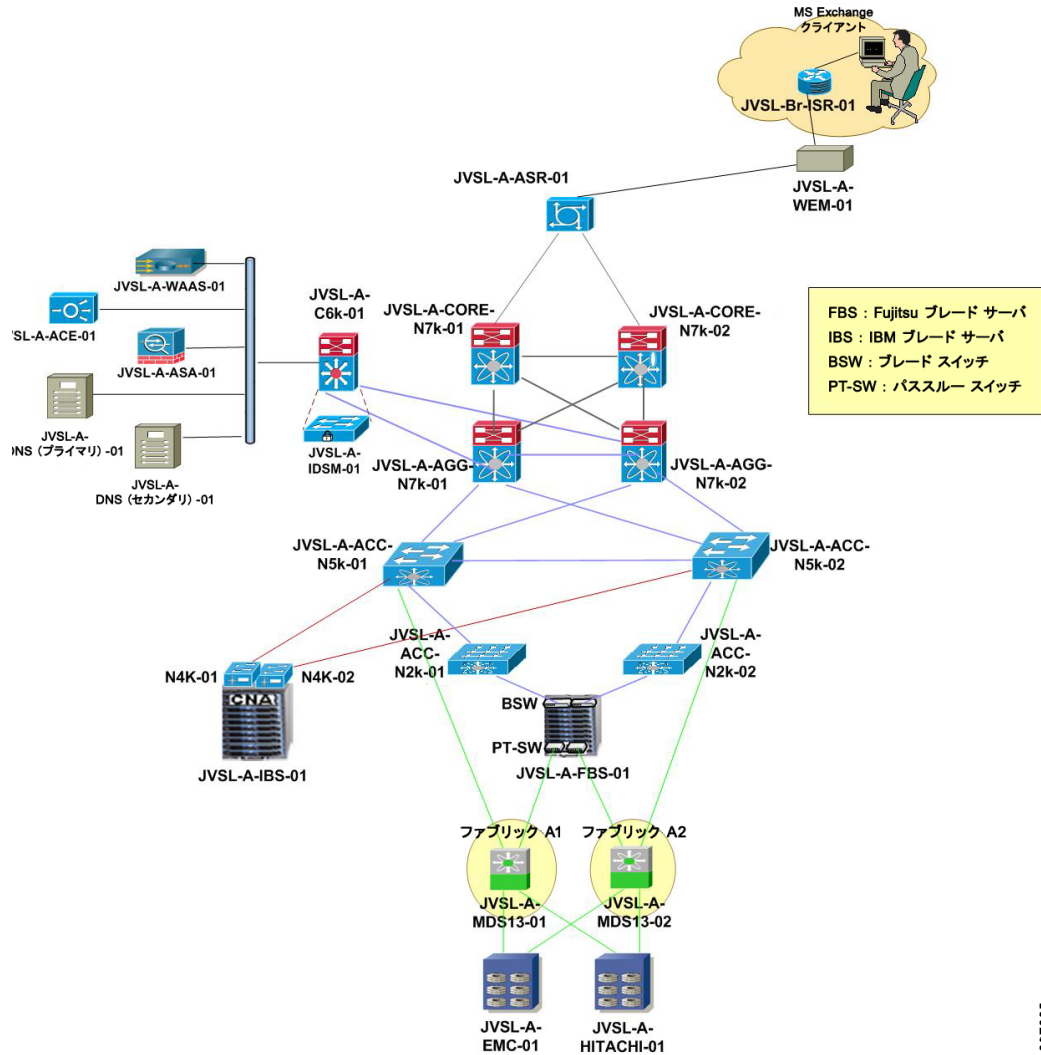 MS Exchange
クライアント
JVSL-Br-ISR-01
JVSL-A-
WEM-01
JVSL-A-ASR-01
JVSL-A-WAAS-01
SL-A-ACE-01
JVSL-A-ASA-01
JVSL-A-
DNS (プライマリ) -01
JVSL-A-
DNS (セカンダリ) -01
JVSL-A-
C6k-01
JVSL-A-
IDSM-01
JVSL-A-CORE-
N7k-01
JVSL-A-CORE-
N7k-02
FBS : Fujitsu ブレード サーバ
IBS : IBM ブレード サーバ
BSW : ブレード スイッチ
PT-SW : パススルー スイッチ
JVSL-A-AGG-
N7k-01
JVSL-A-AGG-
N7k-02
JVSL-A-ACC-
N5k-01
JVSL-A-ACC-
N5k-02
JVSL-A-
ACC-
N2k-01
JVSL-A-
ACC-
N2k-02
N4K-01
N4K-02
CNA
JVSL-A-IBS-01
BSW
PT-SW
JVSL-A-FBS-01
ファブリック A1
ファブリック A2
JVSL-A-
MDS13-01
JVSL-A-
MDS13-02
JVSL-A-
EMC-01
JVSL-A-
HITACHI-01